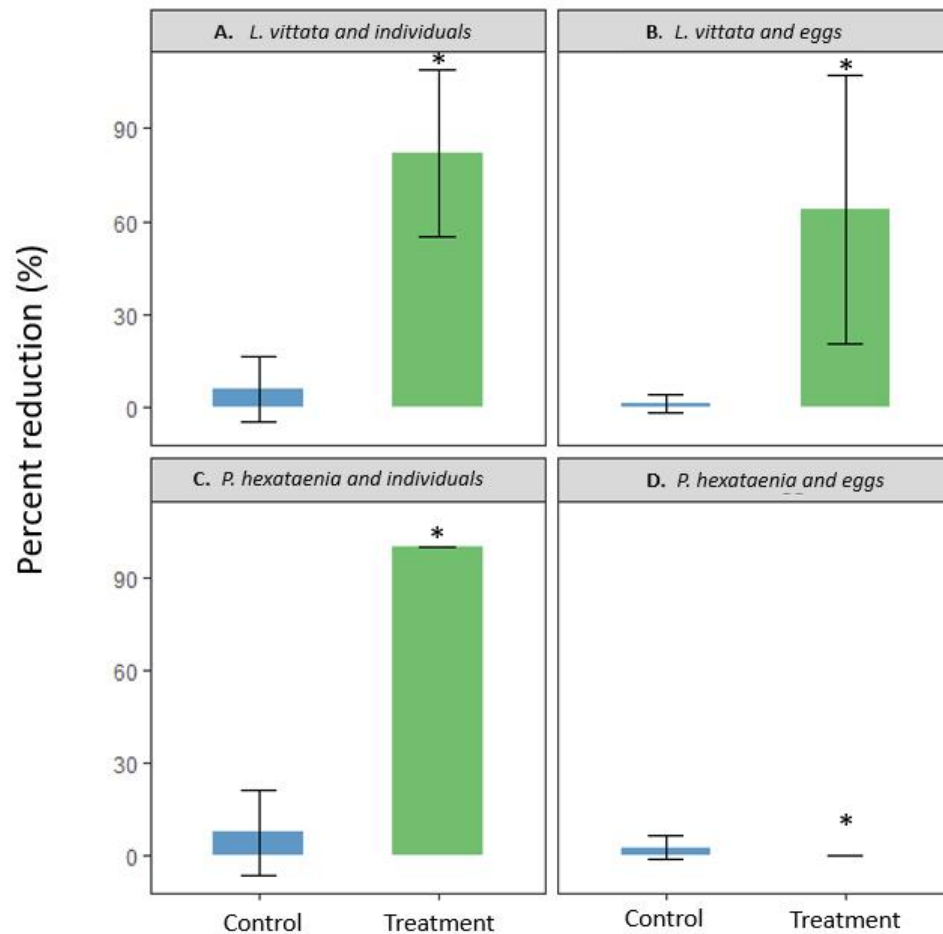 A. L. vittata and individuals
B. L. vittata and eggs
*
*
90
60
30
0
Percent reduction (%)
C. P. hexataenia and individuals
D. P. hexataenia and eggs
*
*
90
60
30
0
Control
Treatment
Control
Treatment